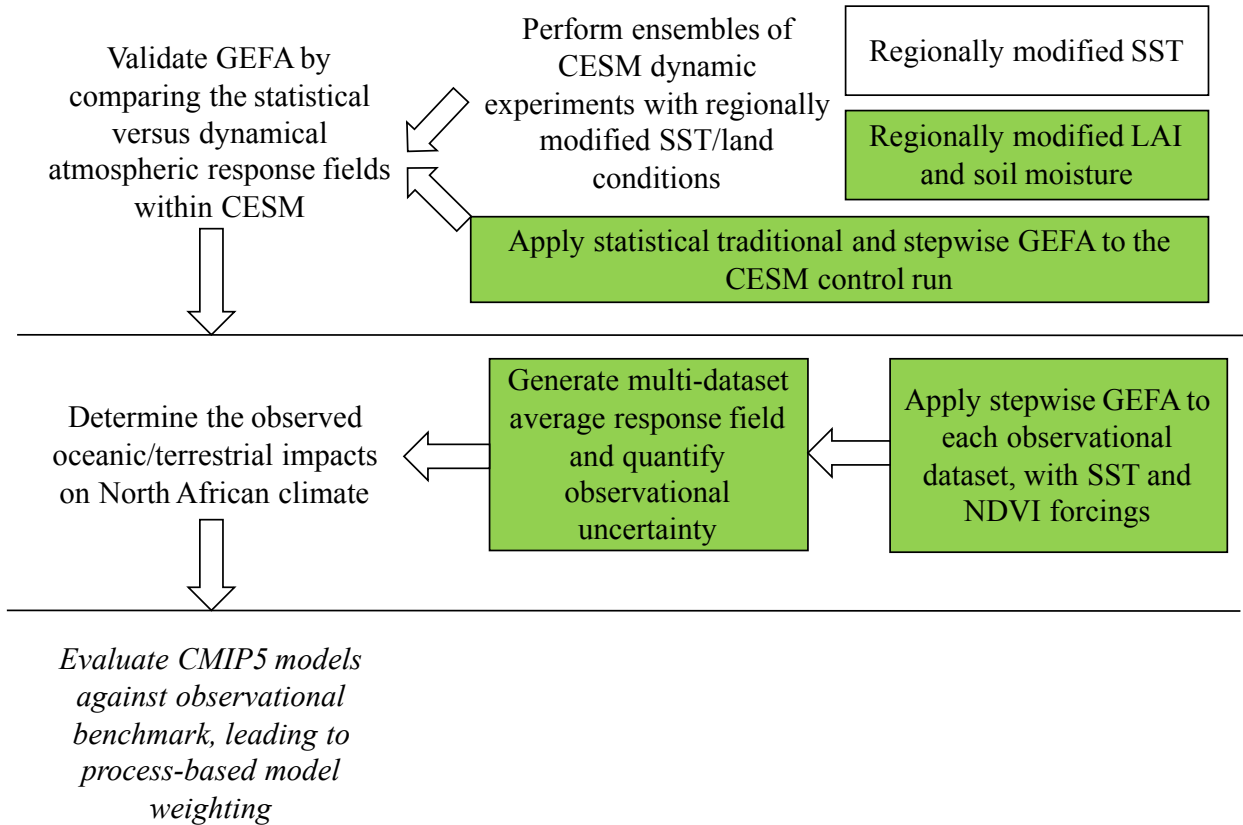 Validate GEFA by
comparing the statistical
versus dynamical
atmospheric response fields
within CESM
Perform ensembles of
CESM dynamic
experiments with regionally
modified SST/land
conditions
Regionally modified SST
Regionally modified LAI
and soil moisture
Apply statistical traditional and stepwise GEFA to the
CESM control run
Determine the observed
oceanic/terrestrial impacts
on North African climate
Generate multi-dataset
average response field
and quantify
observational
uncertainty
Apply stepwise GEFA to
each observational
dataset, with SST and
NDVI forcings
Evaluate CMIP5 models
against observational
benchmark, leading to
process-based model
weighting